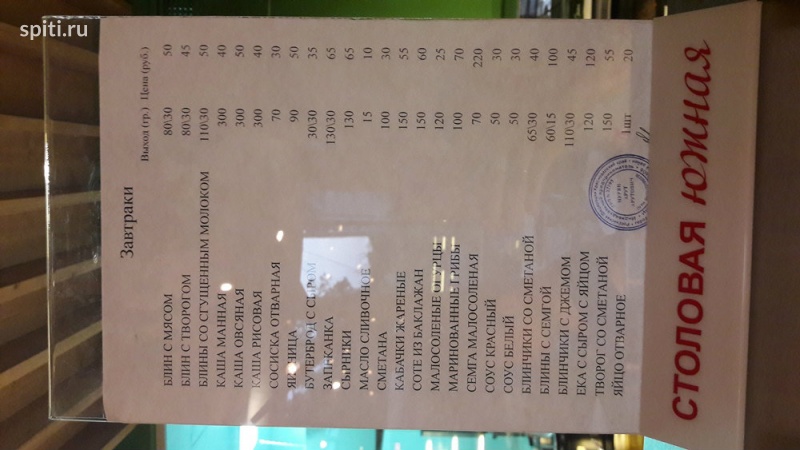 spiti.ru
Завтраки
Выход (гр.) Цена (руб.)
БЛИН С МЯСОМ 80\30 50
БЛИН С ТВОРОГОМ 80\30 45
БЛИНЫ СО СГУЩЕННЫМ МОЛОКОМ 110\30 50
КАША МАННАЯ 300 40
КАША ОВСЯНАЯ 300 50
КАША РИСОВАЯ 300 40
СОСИСКА ОТВАРНАЯ 70 30
ЯИЧНИЦА 90 50
БУТЕРБРОД С СЫРОМ 30\30 35
ЗАПЕКАНКА 130\30 65
СЫРНИКИ 130 65
МАСЛО СЛИВОЧНОЕ 15 10
СМЕТАНА 100 30
КАБАЧКИ ЖАРЕНЫЕ 150 55
СОТЕ ИЗ БАКЛАЖАН 150 60
МАЛОСОЛЕНЫЕ ОГУРЦЫ 120 25
МАРИНОВАННЫЕ ГРИБЫ 100 70
СЕМГА МАЛОСОЛЕНАЯ 70 220
СОУС КРАСНЫЙ 50 30
СОУС БЕЛЫЙ 50 30
БЛИНЧИКИ СО СМЕТАНОЙ 65\30 40
БЛИНЫ С СЕМГОЙ 60\15 100
БЛИНЧИКИ С ДЖЕМОМ 110\30 45
ЕКА С СЫРОМ С ЯЙЦОМ 120 120
ТВОРОГ СО СМЕТАНОЙ 150 55
ЯЙЦО ОТВАРНОЕ 1 шт 20
СТОЛОВАЯ ЮЖНАЯ